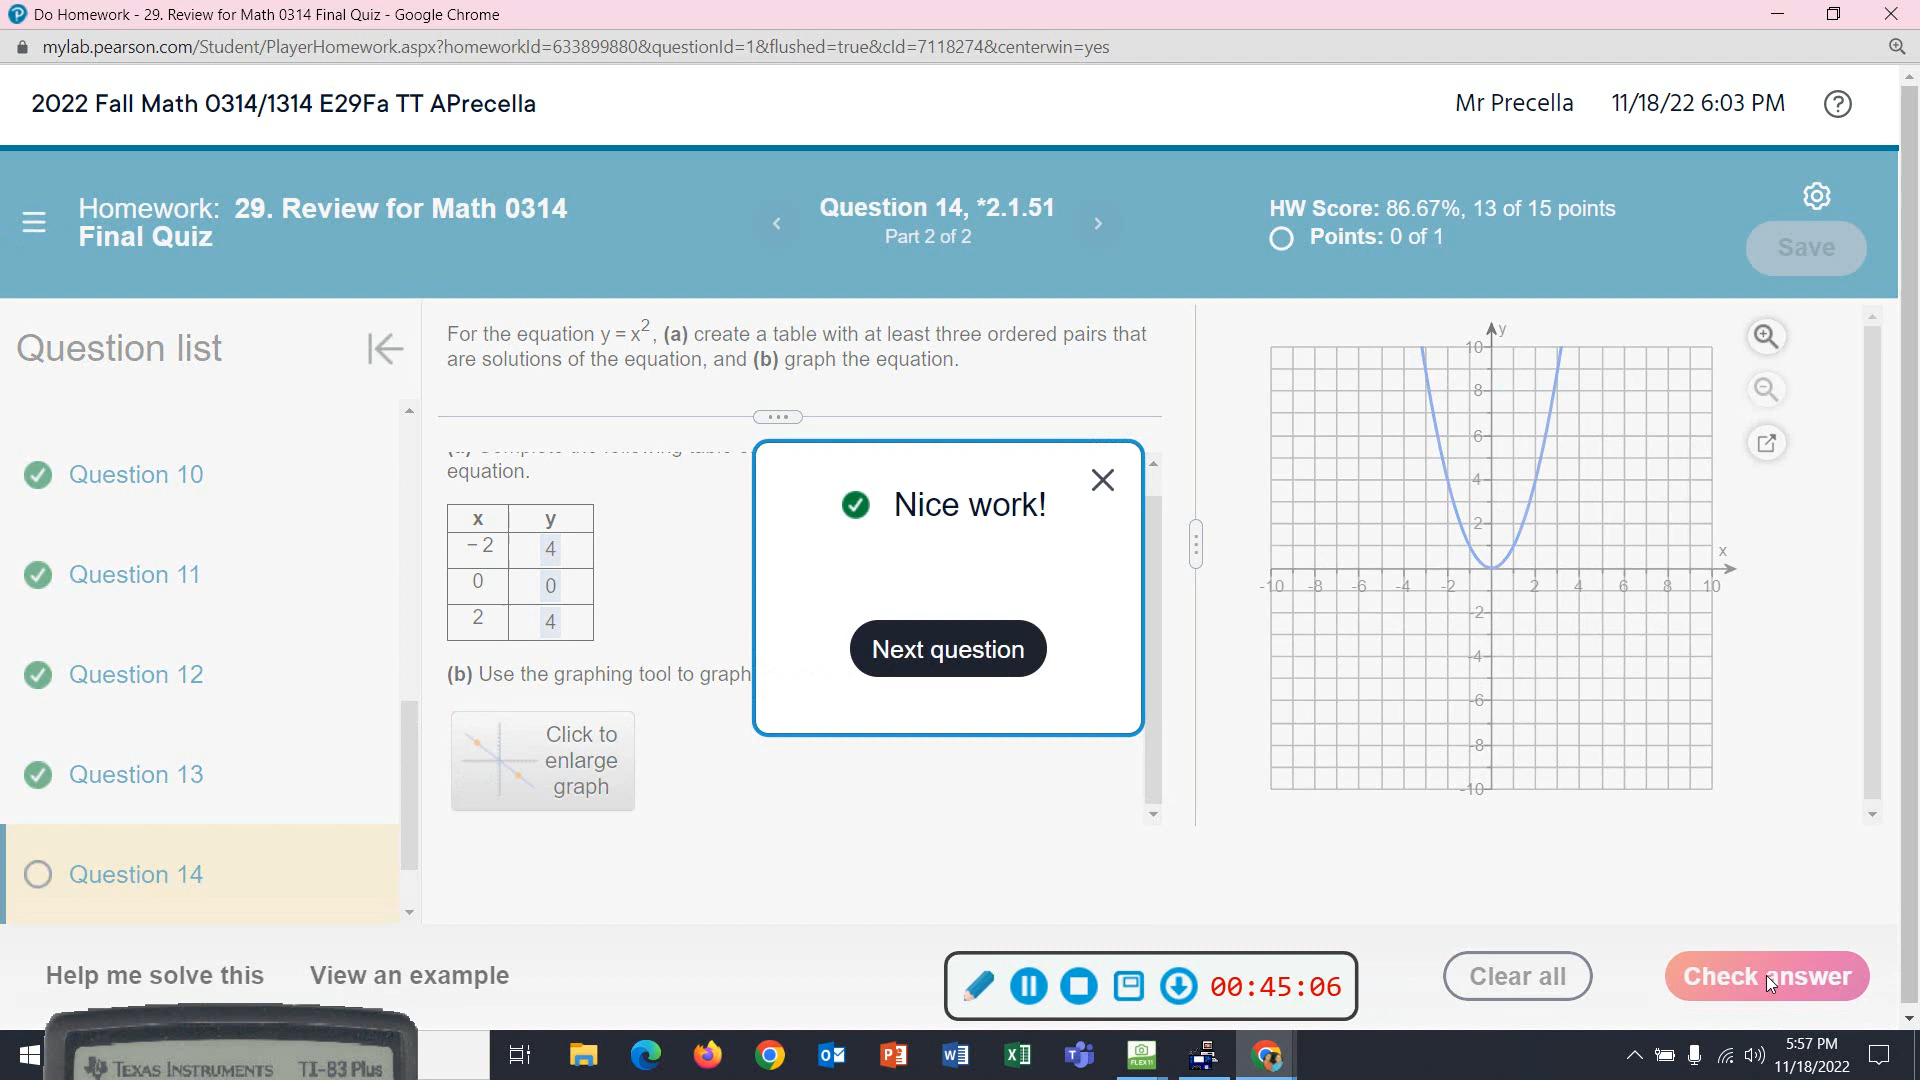 Do Homework - 29. Review for Math 0314 Final Quiz - Google Chrome
mylab.pearson.com/Student/PlayerHomework.aspx?homeworkId=633899880&questionId=1&flushed=true&cId=7118274&centerwin=yes
2022 Fall Math 0314/1314 E29Fa TT APrecella
Mr Precella 11/18/22 6:03 PM
Homework: 29. Review for Math 0314
Final Quiz
Question 14, *2.1.51
Part 2 of 2
HW Score: 86.67%, 13 of 15 points
Points: 0 of 1
Save
Question list
Question 10
Question 11
Question 12
Question 13
Question 14
For the equation y = x², (a) create a table with at least three ordered pairs that
are solutions of the equation, and (b) graph the equation.
equation.
x y
-2 4
0 0
2 4
(b) Use the graphing tool to graph
Click to
enlarge
graph
Nice work!
Next question
y
10
8
6
4
2
x
-10 -8 -6 -4 -2 2 4 6 8 10
-2
-4
-6
-8
-10
Help me solve this View an example
00:45:06
Clear all
Check answer
TEXAS INSTRUMENTS TI-83 Plus
FLEX11
5:57 PM
11/18/2022